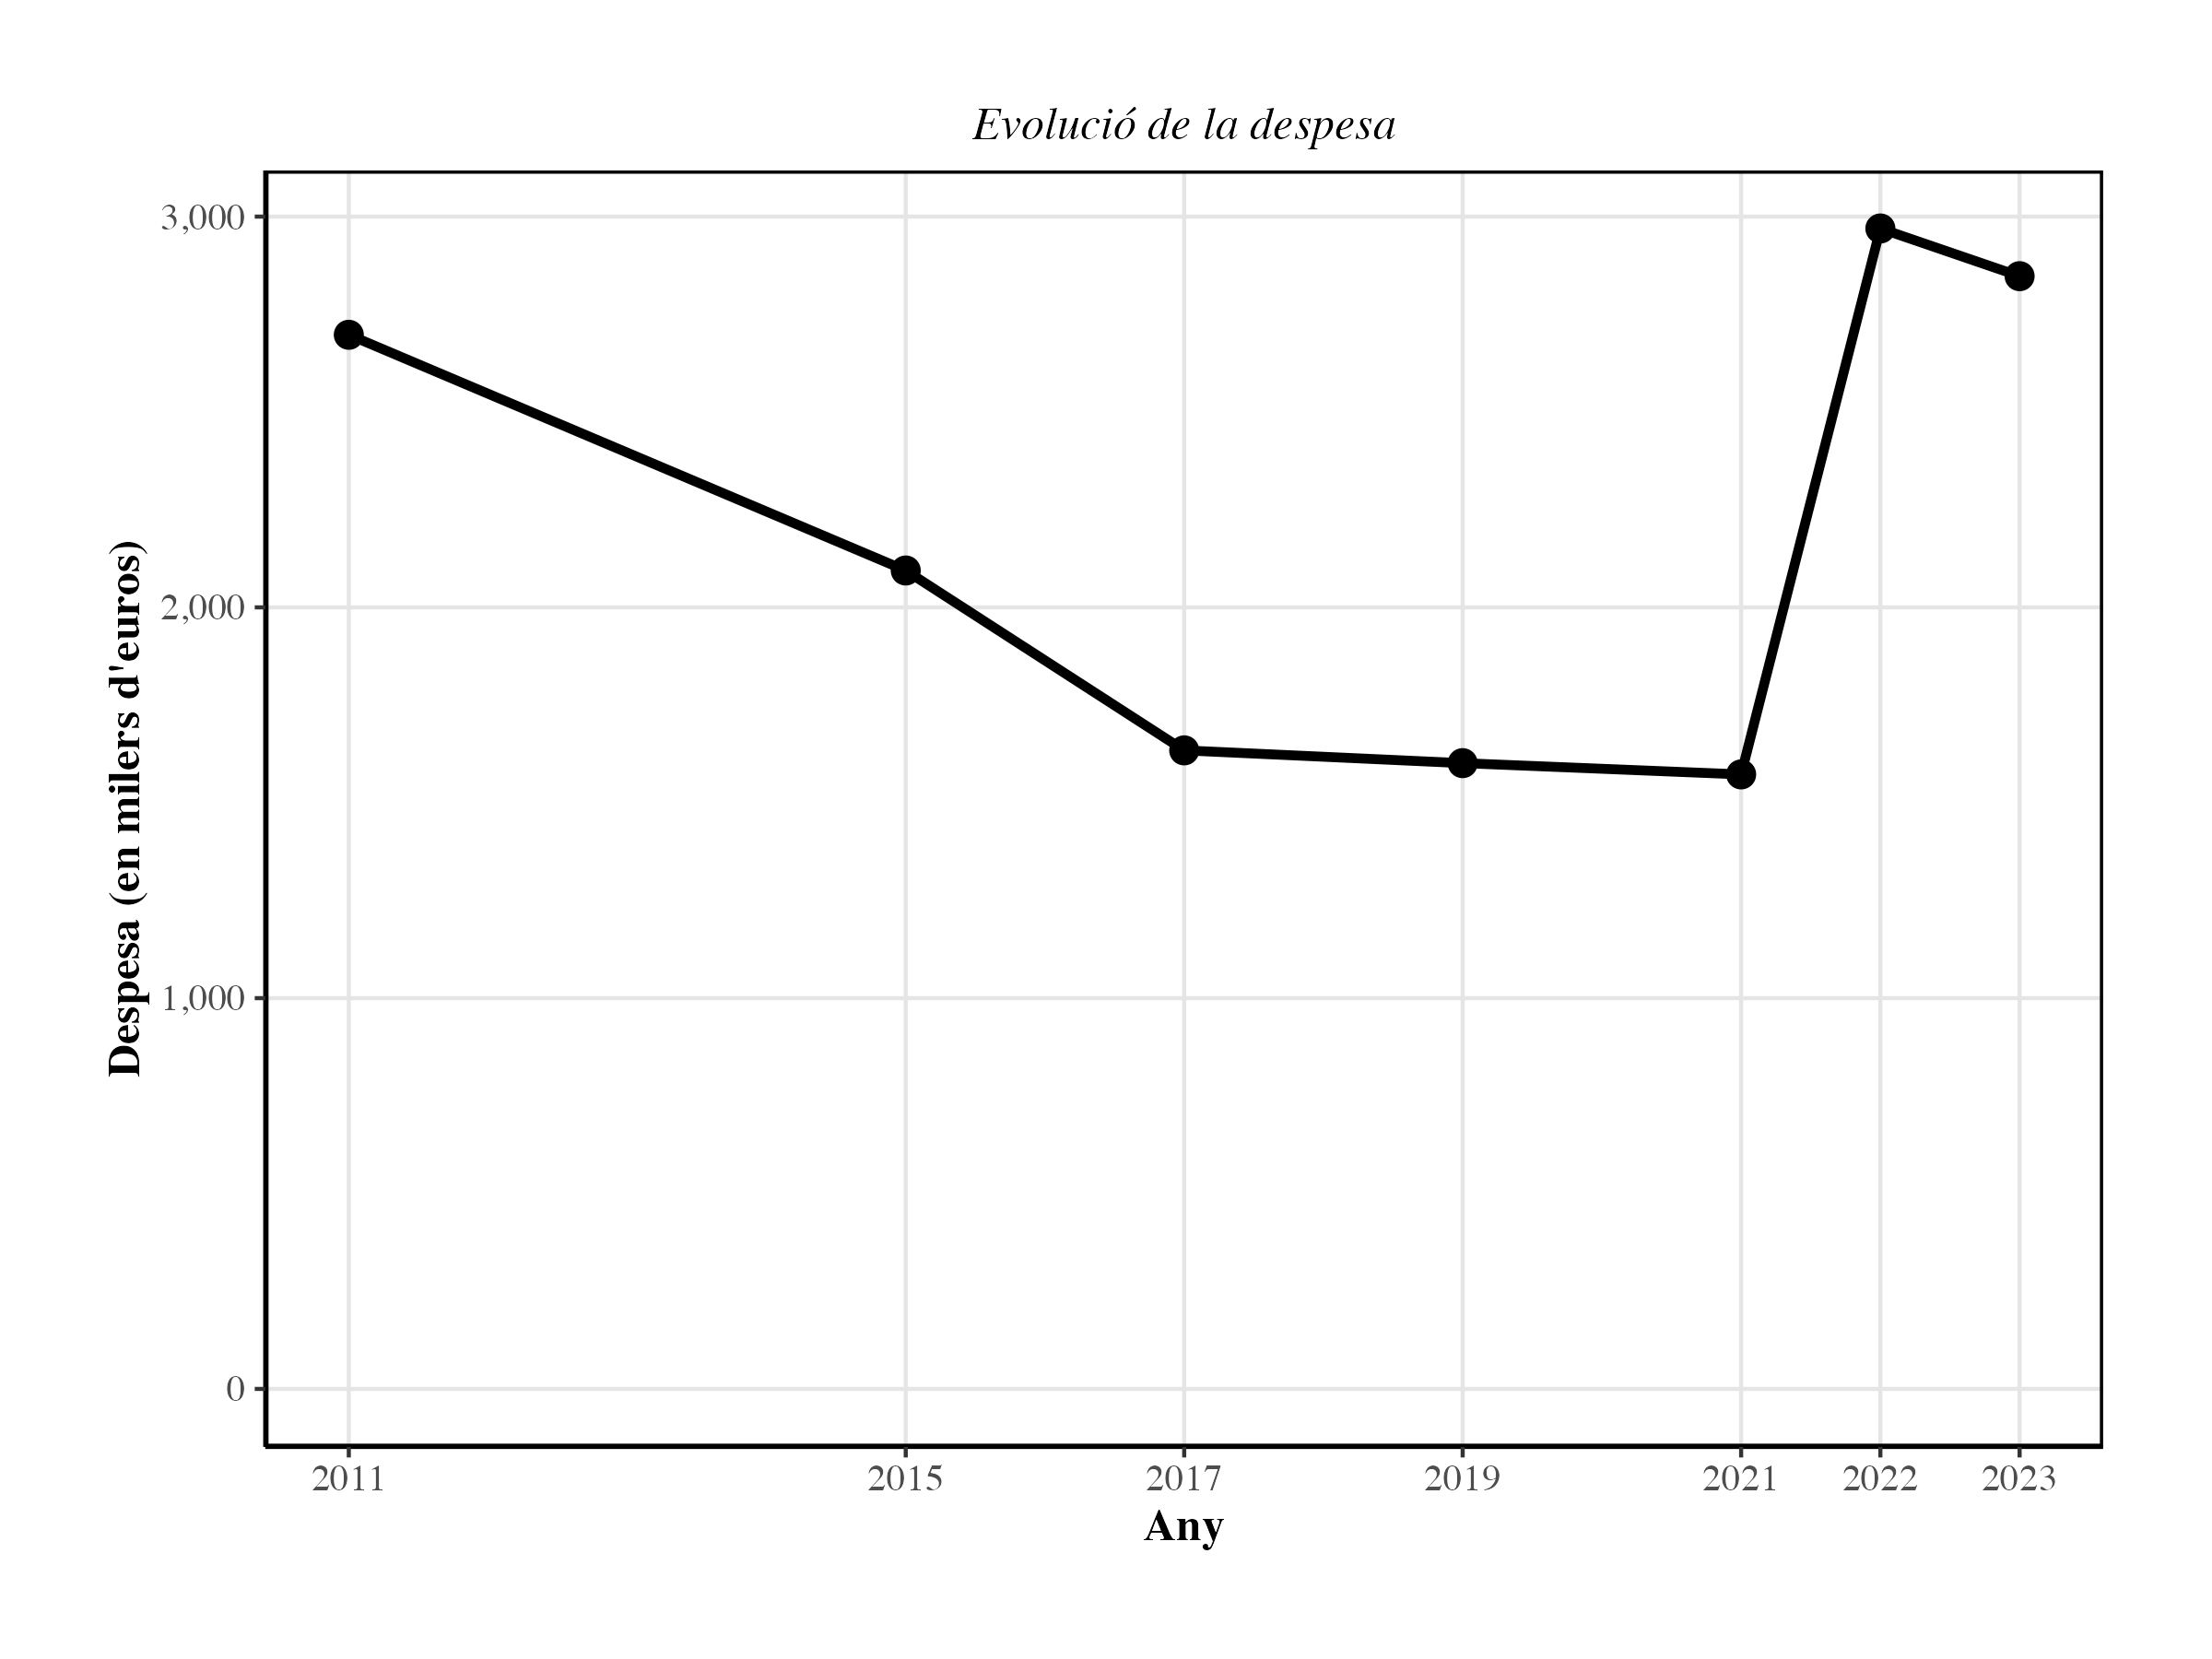 Evolució de la despesa
Despesa (en milers d'euros)
3,000
2,000
1,000
0
2011 2015 2017 2019 2021 2022 2023
Any